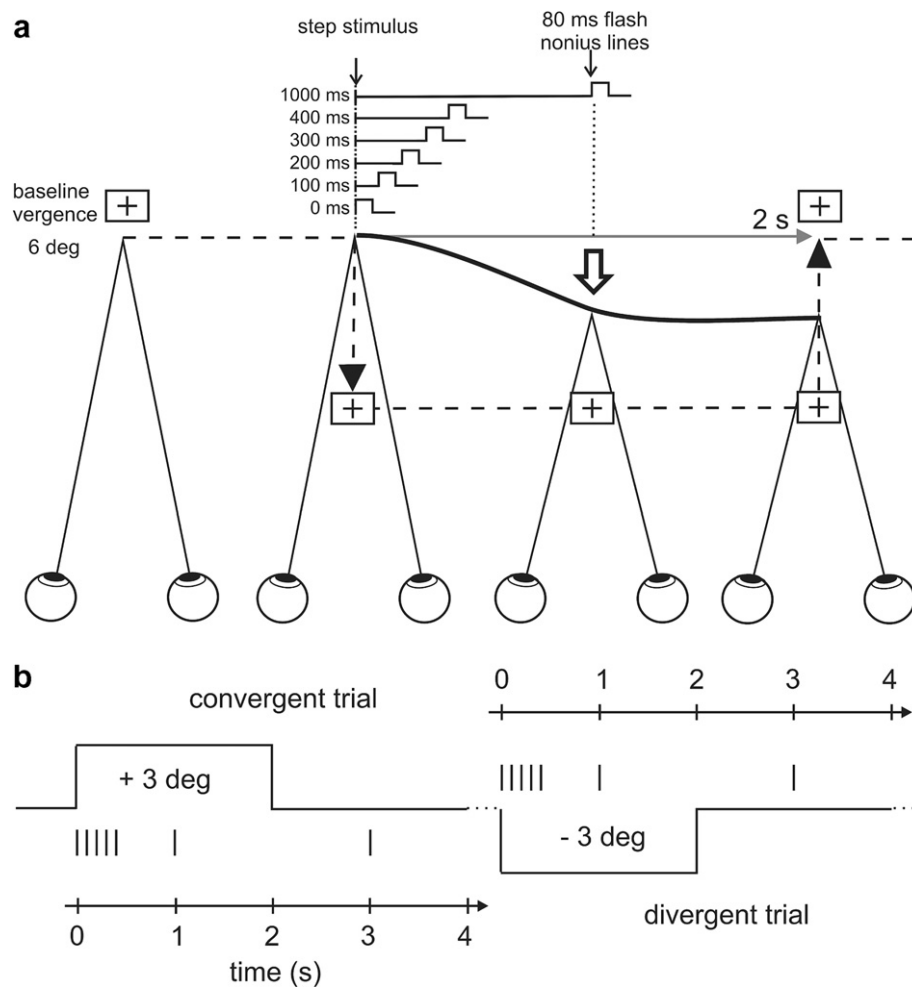 a
step stimulus
80 ms flash
nonius lines
1000 ms
400 ms
300 ms
200 ms
100 ms
0 ms
baseline
vergence
6 deg
2 s
b
convergent trial
+ 3 deg
0 1 2 3 4
time (s)
0 1 2 3 4
- 3 deg
divergent trial